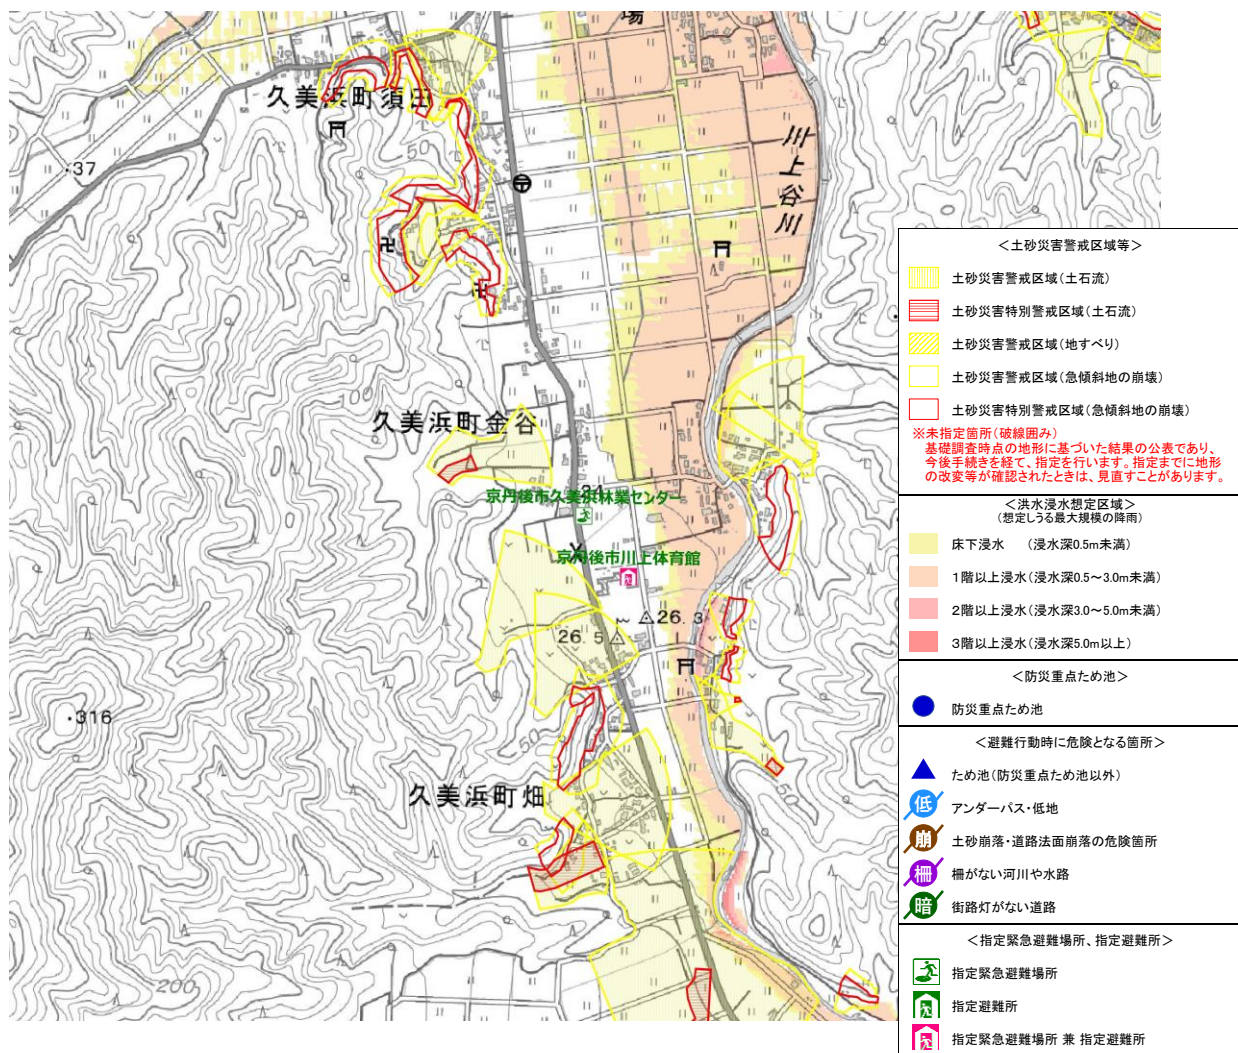 場
久美浜町須田
50
・37
川上谷川
久美浜町金谷
24
京丹後市久美浜林業センター
京丹後市川上体育館
26.3
26.5
・316
50
50
久美浜町畑
200
＜土砂災害警戒区域等＞
土砂災害警戒区域（土石流）
土砂災害特別警戒区域（土石流）
土砂災害警戒区域（地すべり）
土砂災害警戒区域（急傾斜地の崩壊）
土砂災害特別警戒区域（急傾斜地の崩壊）
※未指定箇所（破線囲み）
基礎調査時点の地形に基づいた結果の公表であり、
今後手続きを経て、指定を行います。指定までに地形
の改変等が確認されたときは、見直すことがあります。
＜洪水浸水想定区域＞
（想定しうる最大規模の降雨）
床下浸水　（浸水深0.5m未満）
1階以上浸水（浸水深0.5～3.0m未満）
2階以上浸水（浸水深3.0～5.0m未満）
3階以上浸水（浸水深5.0m以上）
＜防災重点ため池＞
防災重点ため池
＜避難行動時に危険となる箇所＞
ため池（防災重点ため池以外）
低 アンダーパス・低地
崩 土砂崩落・道路法面崩落の危険箇所
柵 柵がない河川や水路
暗 街路灯がない道路
＜指定緊急避難場所、指定避難所＞
指定緊急避難場所
指定避難所
指定緊急避難場所 兼 指定避難所